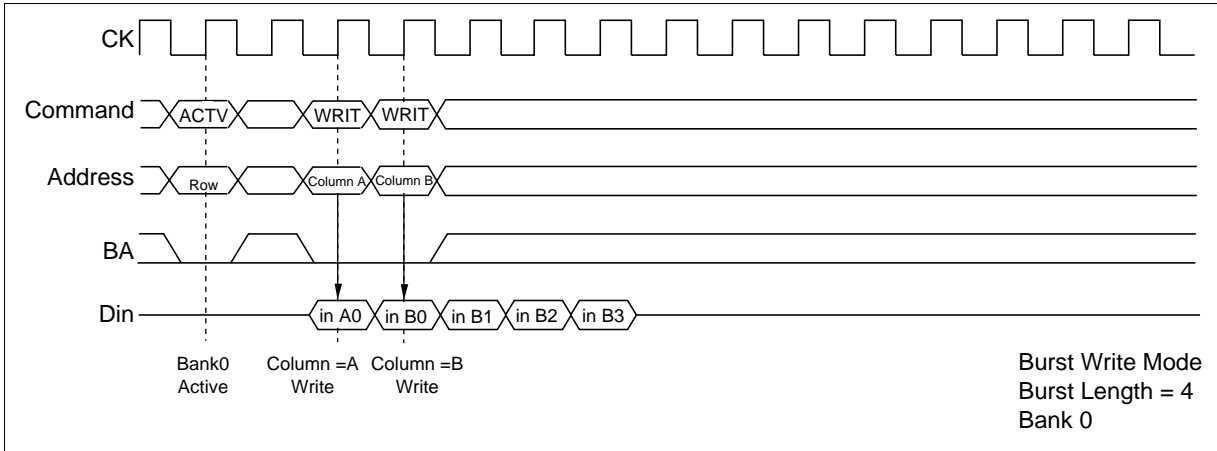 CK
Command ACTV WRIT WRIT
Address Row Column A Column B
BA
Din in A0 in B0 in B1 in B2 in B3
Bank0 Column =A Column =B
Active Write Write
Burst Write Mode
Burst Length = 4
Bank 0